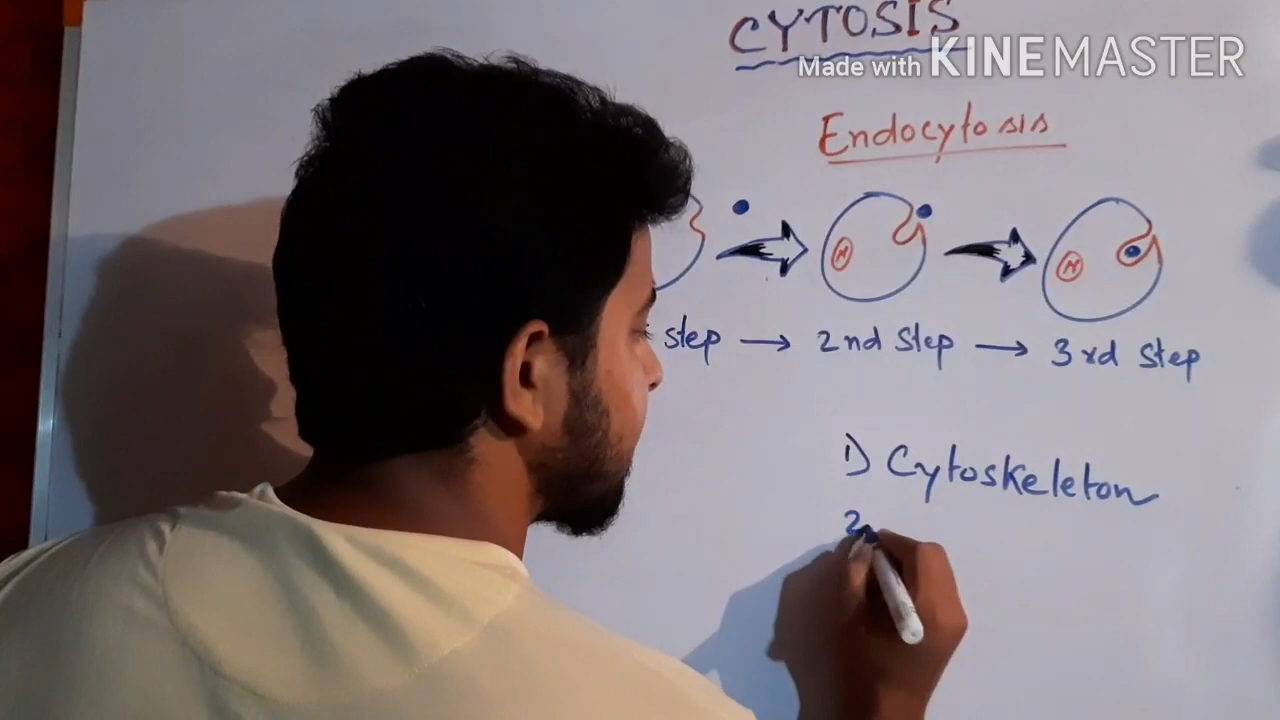 CYTOSIS
Made with KINEMASTER
Endocytosis
N N
step → 2nd step → 3rd step
1) Cytoskeleton
2